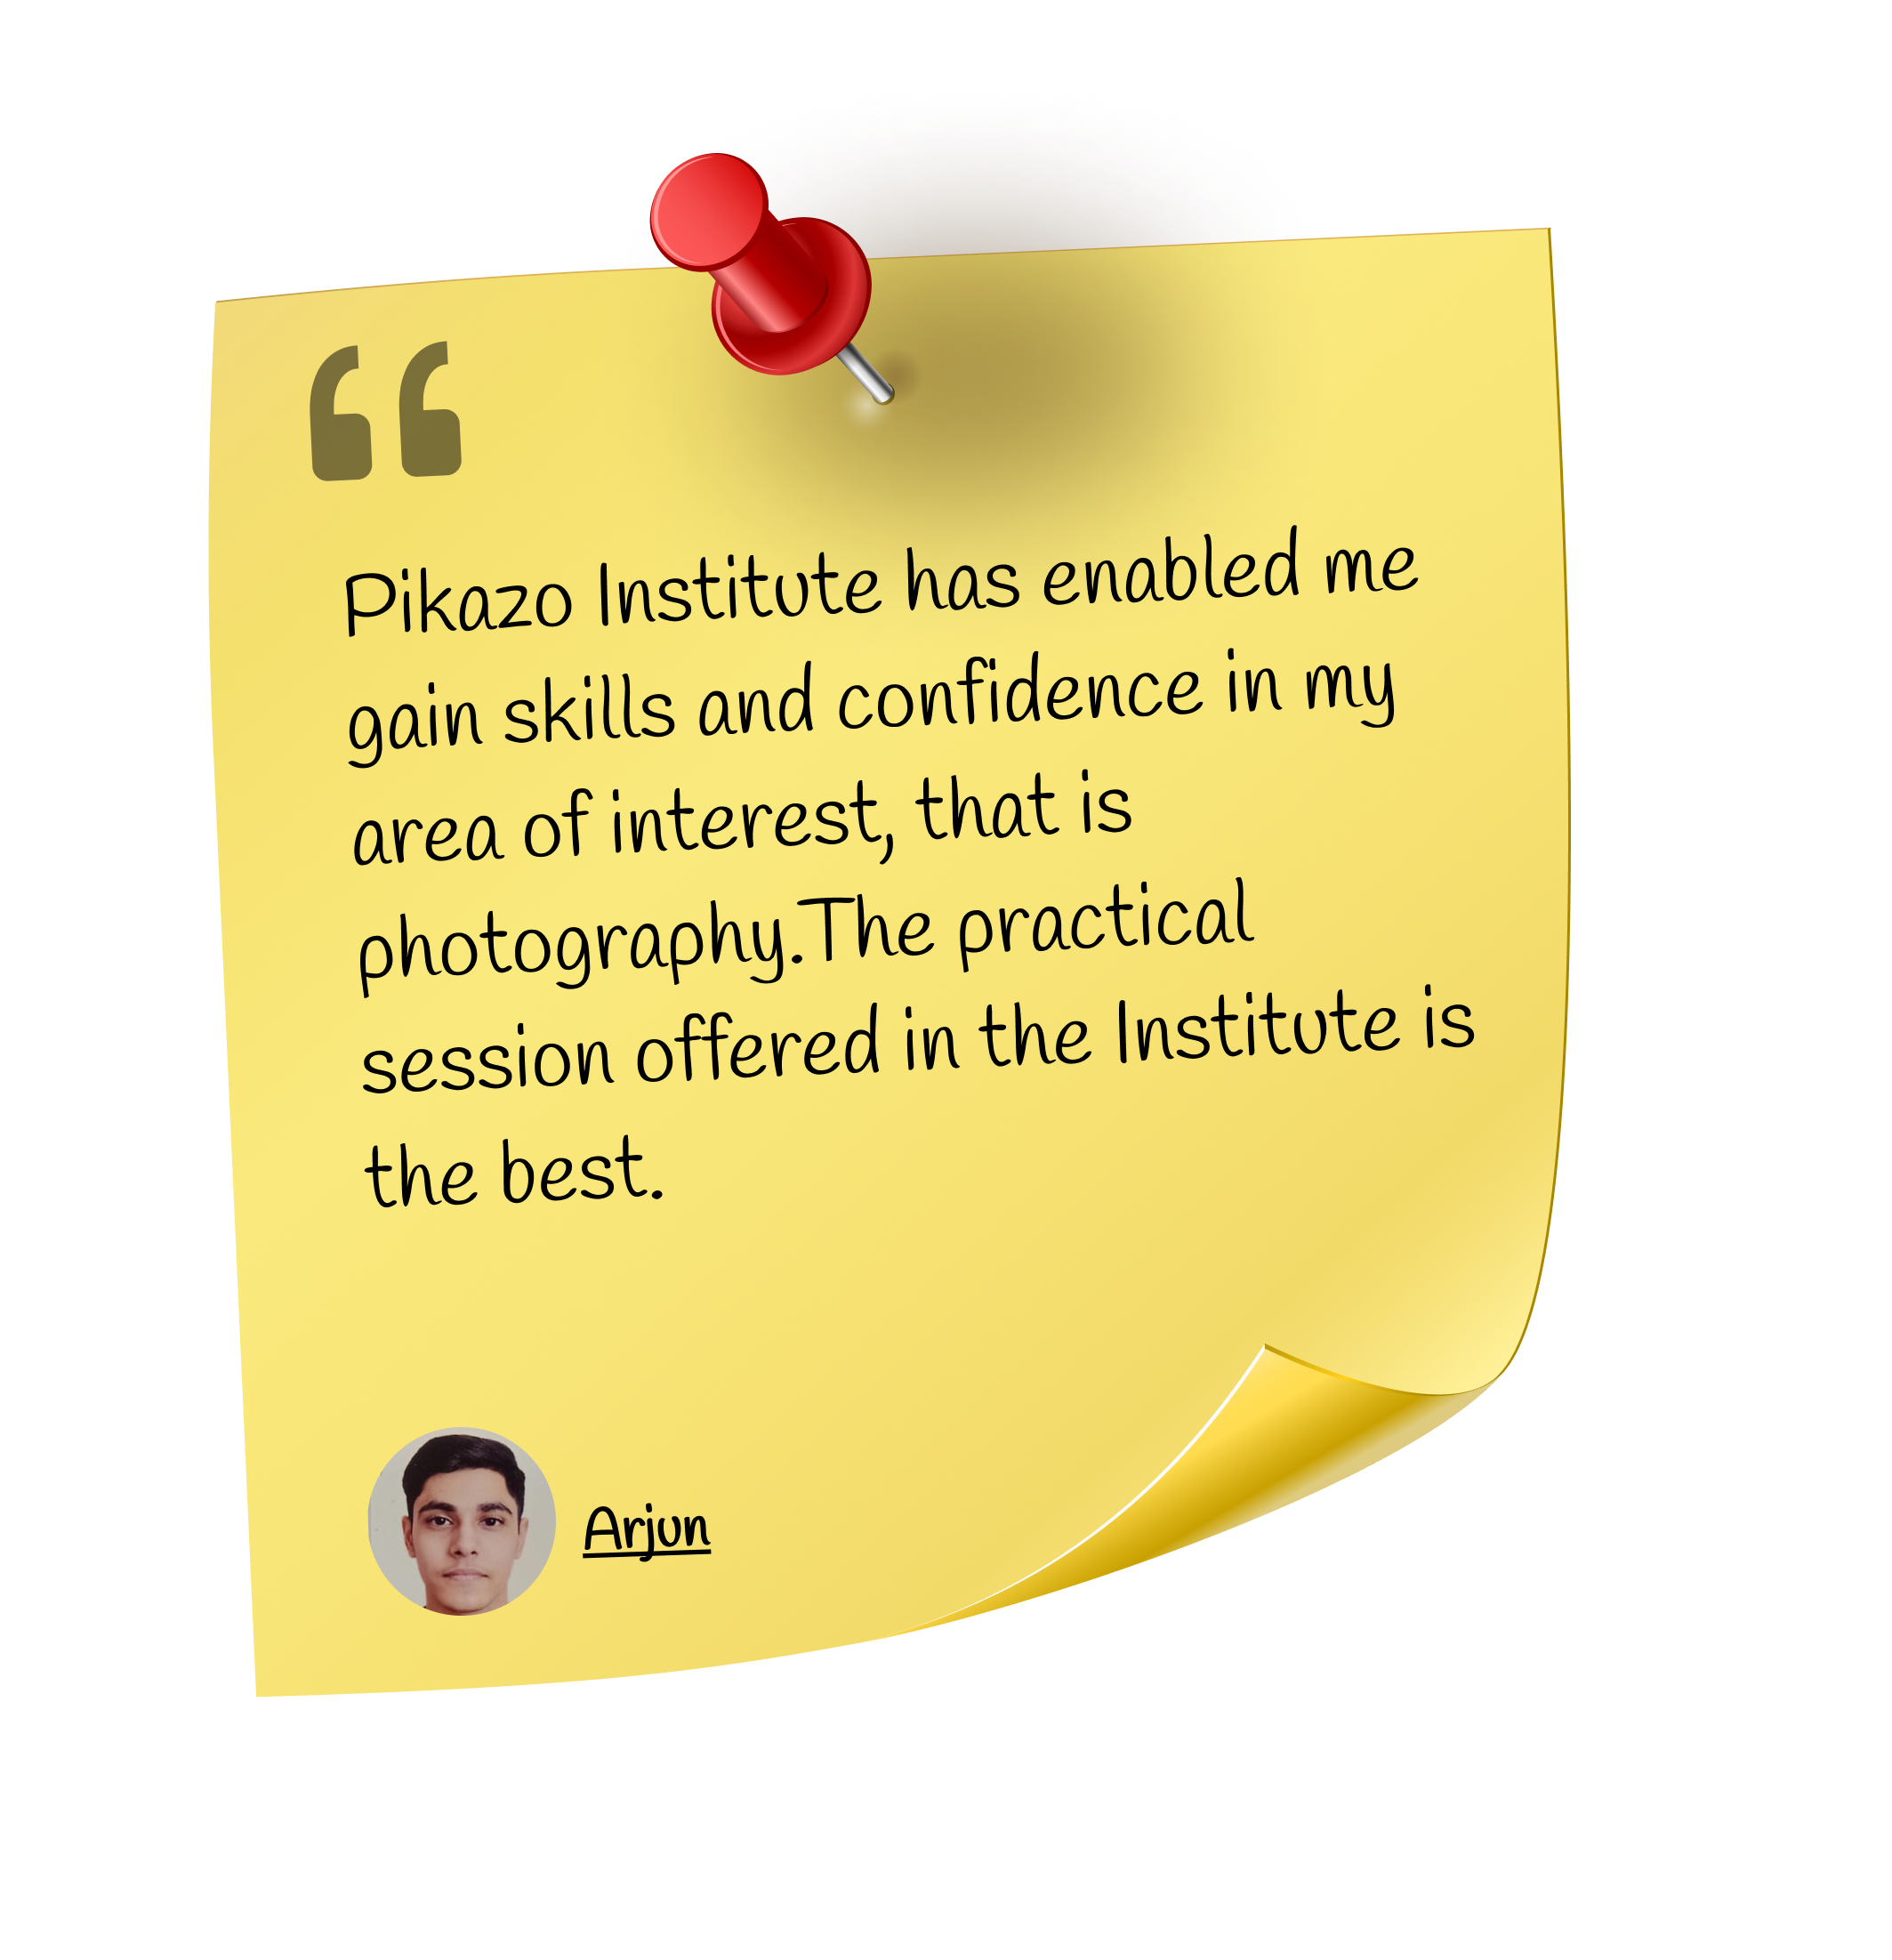 “
Pikazo Institute has enabled me
gain skills and confidence in my
area of interest, that is
photography.The practical
session offered in the Institute is
the best.
Arjun